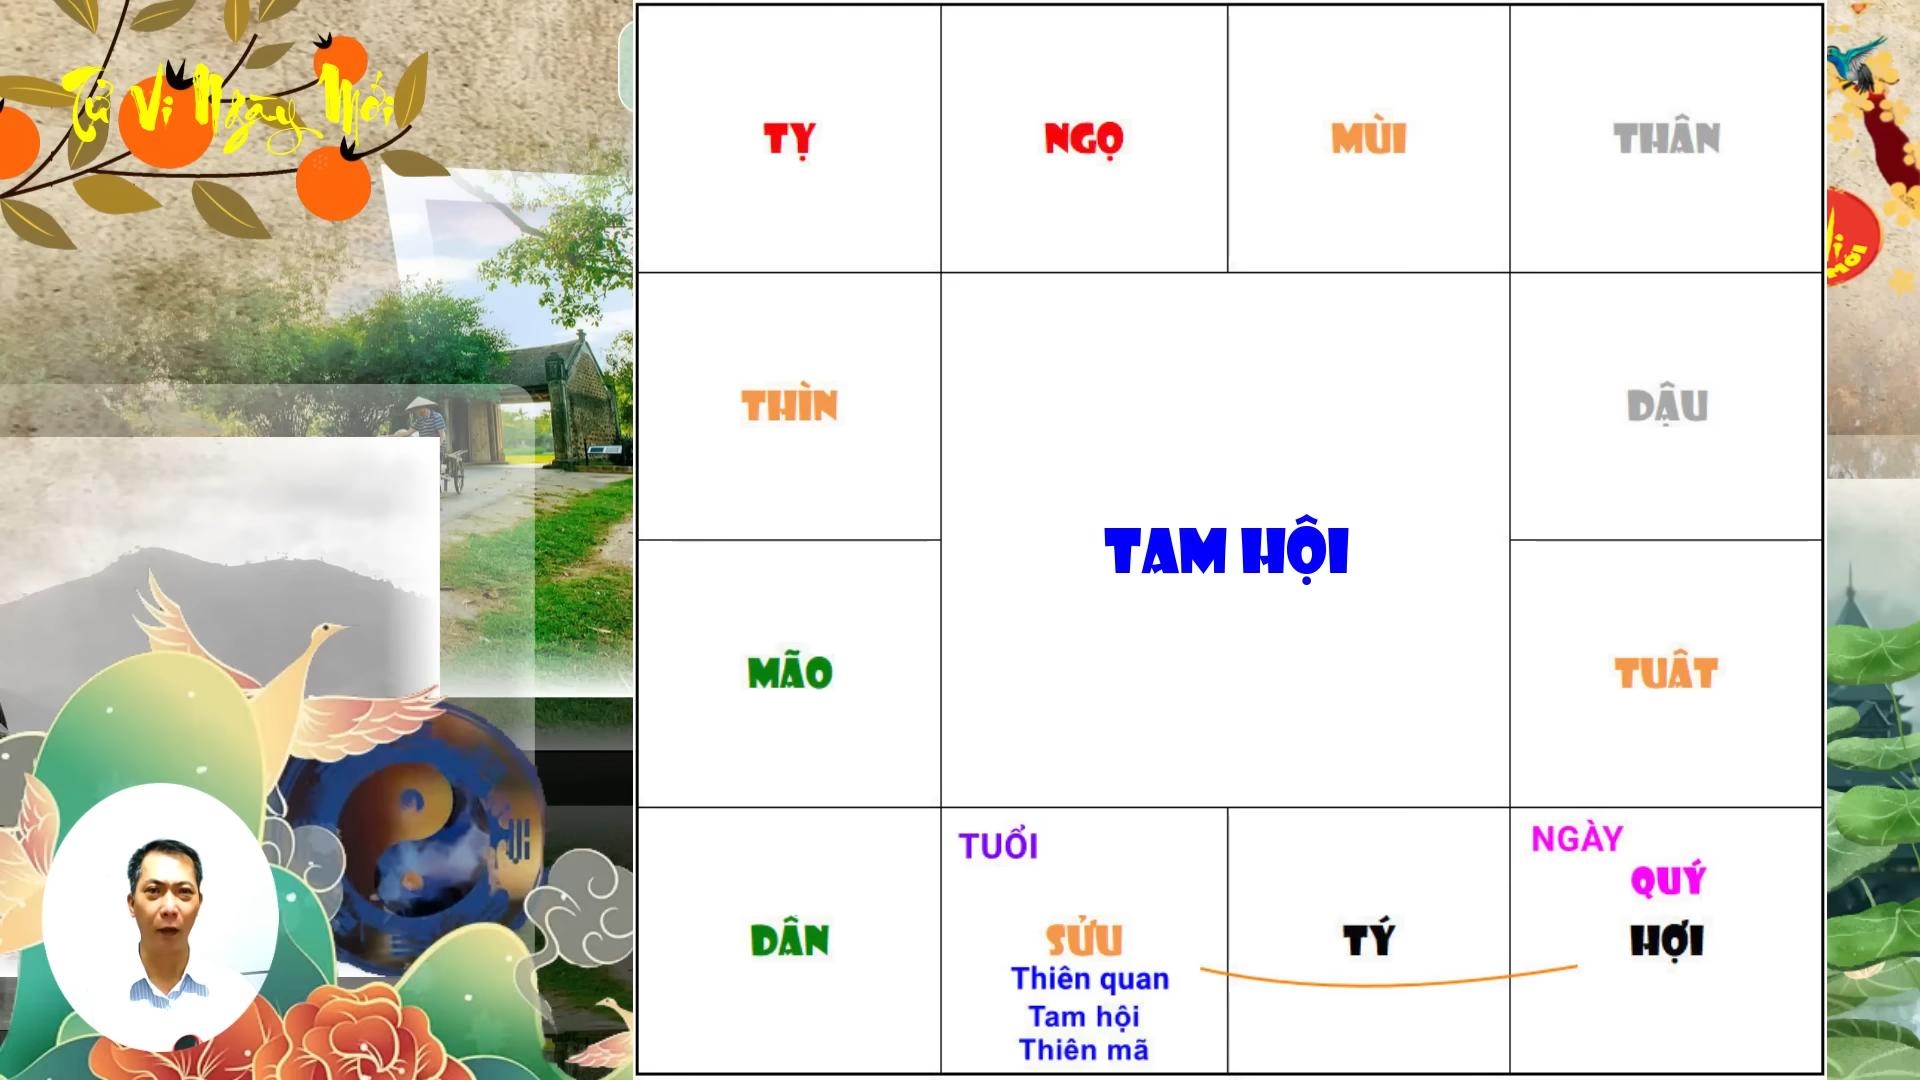 Tử Vi Ngày Mới
TỴ
NGỌ
MÙI
THÂN
THÌN
DẬU
TAM HỘI
MÃO
TUẤT
TUỔI
NGÀY
QUÝ
DẦN
SỬU
TÝ
HỢI
Thiên quan
Tam hội
Thiên mã